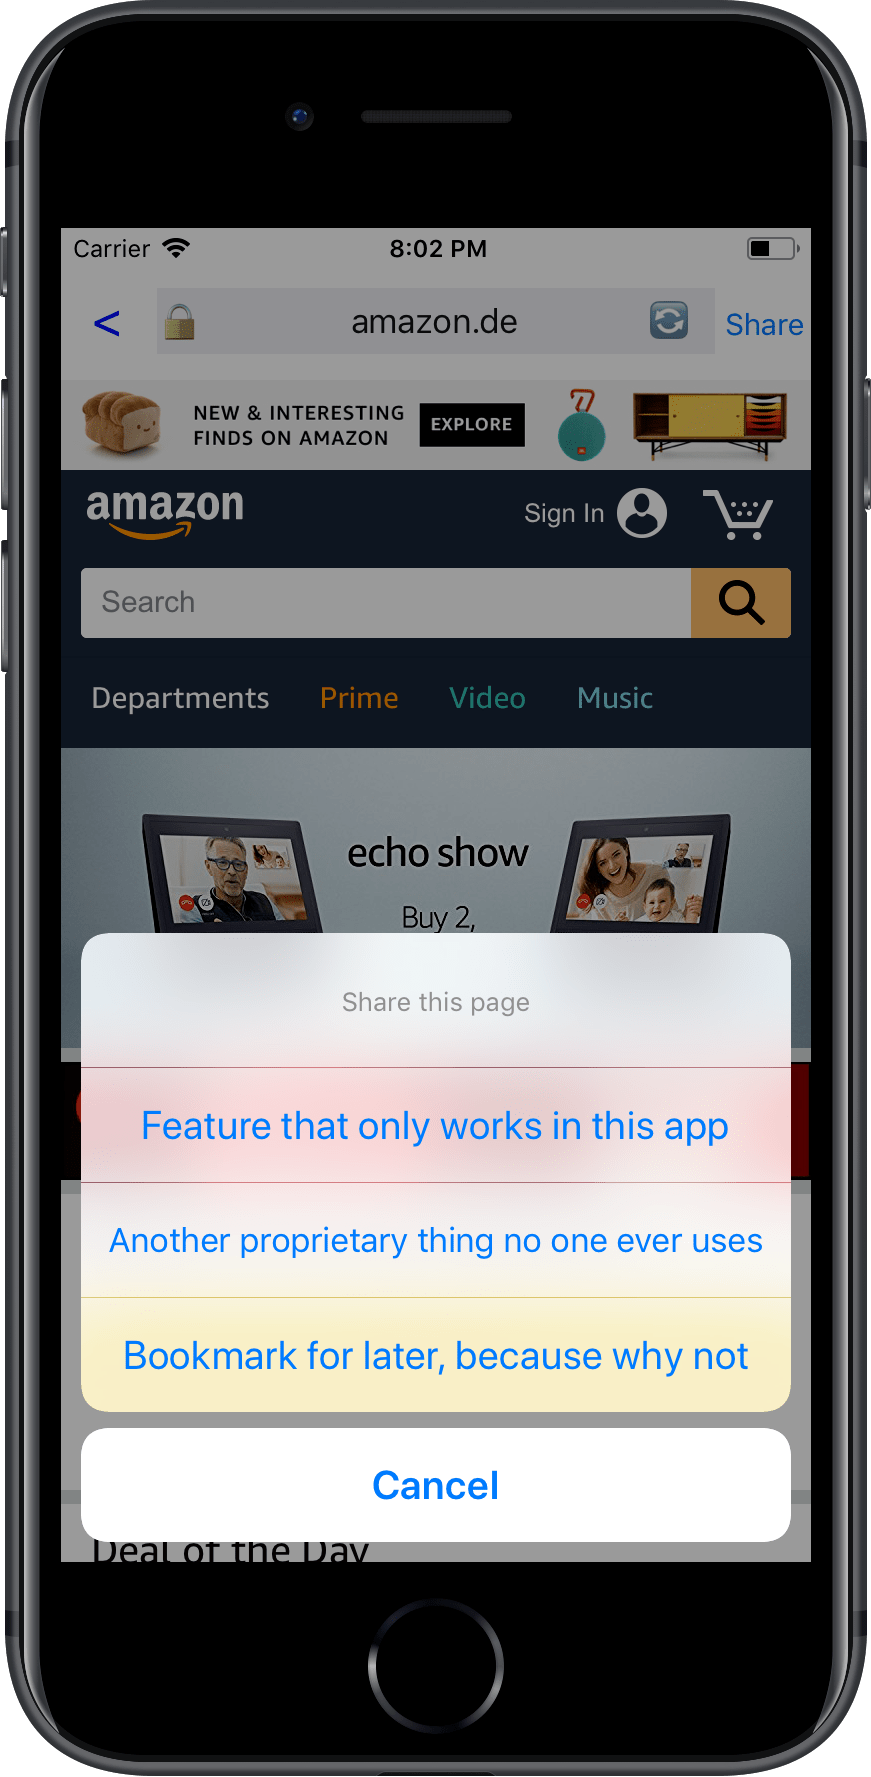 Carrier 8:02 PM
< amazon.de Share
NEW & INTERESTING
FINDS ON AMAZON
EXPLORE
JBL
amazon
Sign In
Search
Departments Prime Video Music
echo show
Buy 2,
Share this page
Feature that only works in this app
Another proprietary thing no one ever uses
Bookmark for later, because why not
Cancel
Deal of the Day